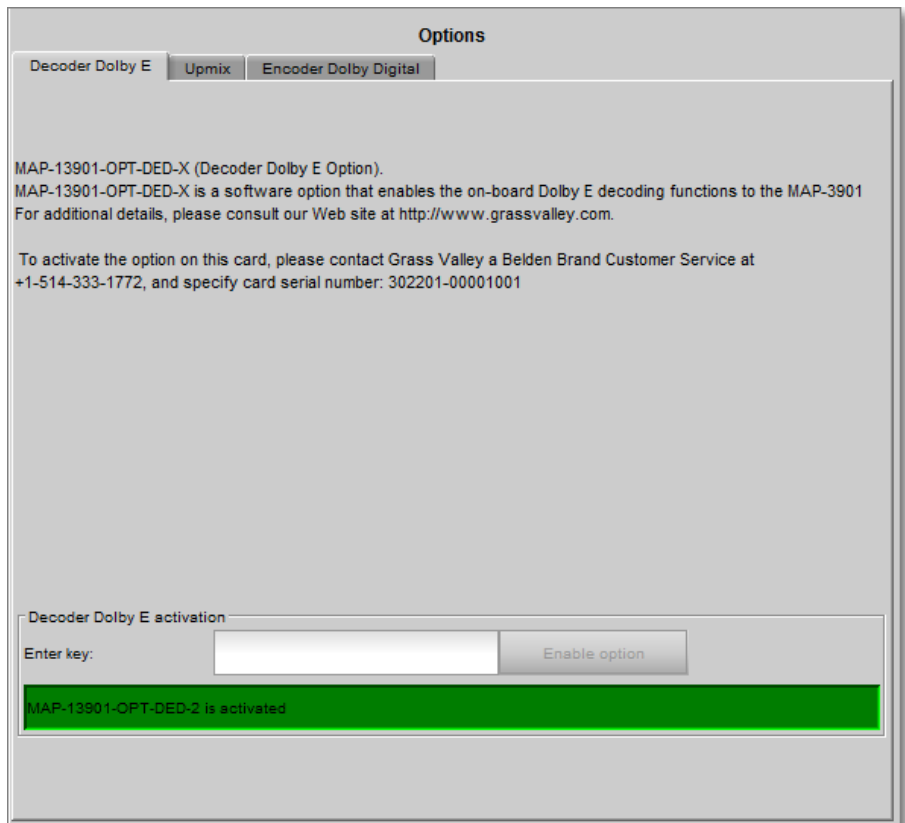 Options
Decoder Dolby E
Upmix
Encoder Dolby Digital
MAP-13901-OPT-DED-X (Decoder Dolby E Option).
MAP-13901-OPT-DED-X is a software option that enables the on-board Dolby E decoding functions to the MAP-3901
For additional details, please consult our Web site at http://www.grassvalley.com.
To activate the option on this card, please contact Grass Valley a Belden Brand Customer Service at
+1-514-333-1772, and specify card serial number: 302201-00001001
Decoder Dolby E activation
Enter key:
Enable option
MAP-13901-OPT-DED-2 is activated